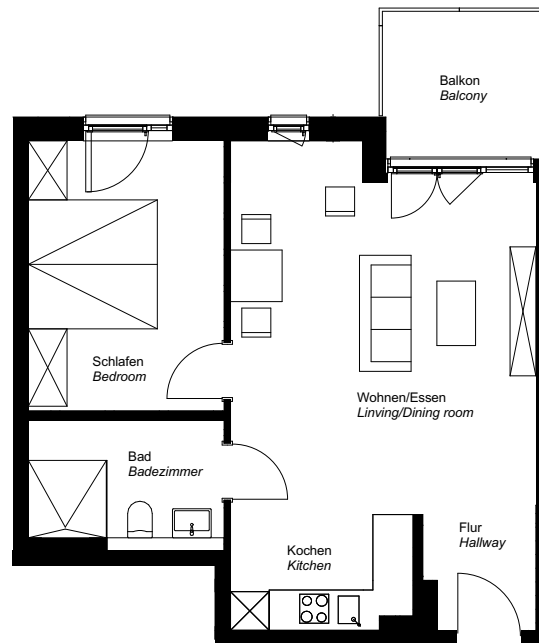 Balkon
Balcony
Schlafen
Bedroom
Wohnen/Essen
Linving/Dining room
Bad
Badezimmer
Flur
Hallway
Kochen
Kitchen